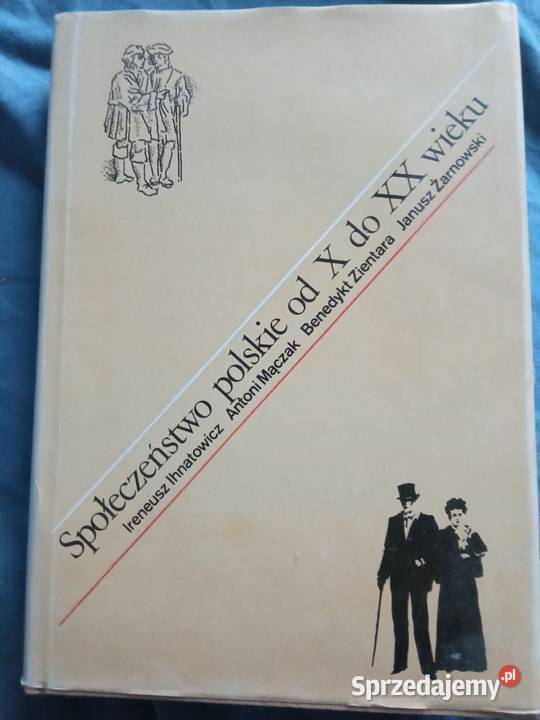 Społeczeństwo polskie od X do XX wieku
Ireneusz Ihnatowicz Antoni Mączak Benedykt Zientara Janusz Żarnowski
Sprzedajemy.pl